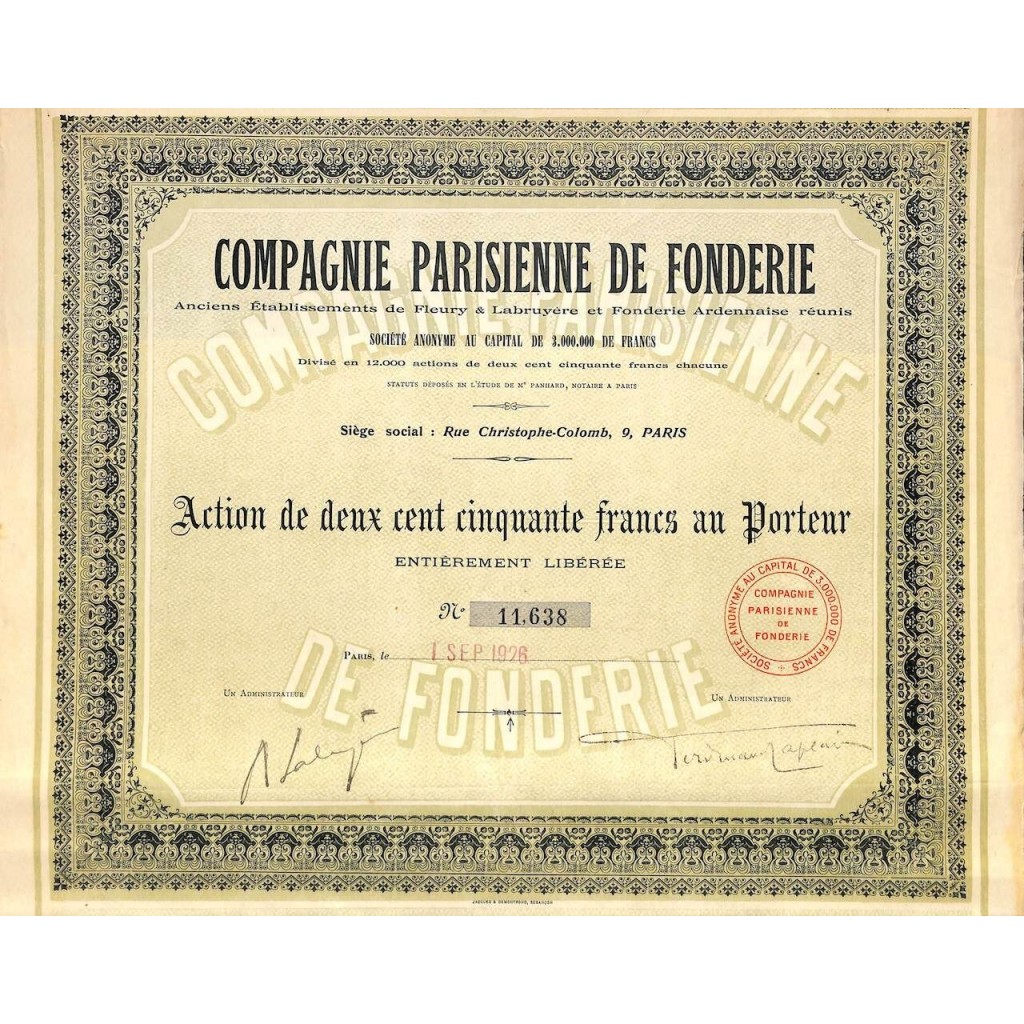 COMPAGNIE PARISIENNE DE FONDERIE
Anciens Établissements de Fleury & Labruyère et Fonderie Ardennaise réunis
SOCIÉTÉ ANONYME AU CAPITAL DE 3.000.000 DE FRANCS
Divisé en 12.000 actions de deux cent cinquante francs chacune
STATUTS DÉPOSÉS EN L'ÉTUDE DE Me PANHARD, NOTAIRE A PARIS
Siège social : Rue Christophe-Colomb, 9, PARIS
Action de deux cent cinquante francs au Porteur
ENTIÈREMENT LIBÉRÉE
No 11,638
PARIS, le 1 SEP 1926
SOCIÉTÉ ANONYME AU CAPITAL DE 3.000.000 DE FRANCS
COMPAGNIE
PARISIENNE
DE
FONDERIE
UN ADMINISTRATEUR
UN ADMINISTRATEUR
COMPAGNIE PARISIENNE
DE FONDERIE